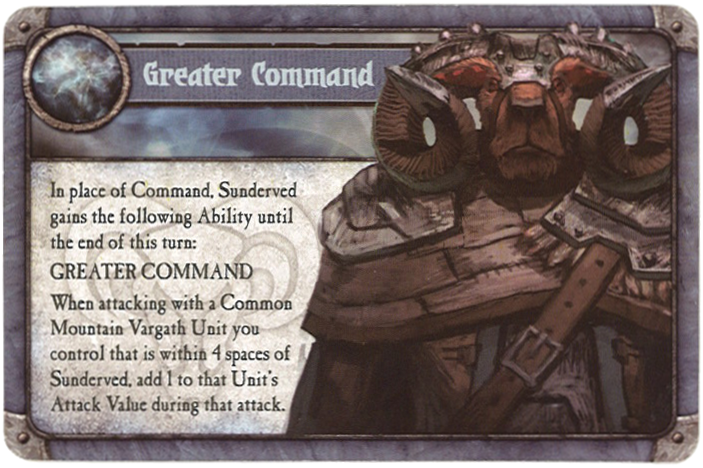 Greater Command
In place of Command, Sunderved
gains the following Ability until
the end of this turn:
GREATER COMMAND
When attacking with a Common
Mountain Vargath Unit you
control that is within 4 spaces of
Sunderved, add 1 to that Unit's
Attack Value during that attack.